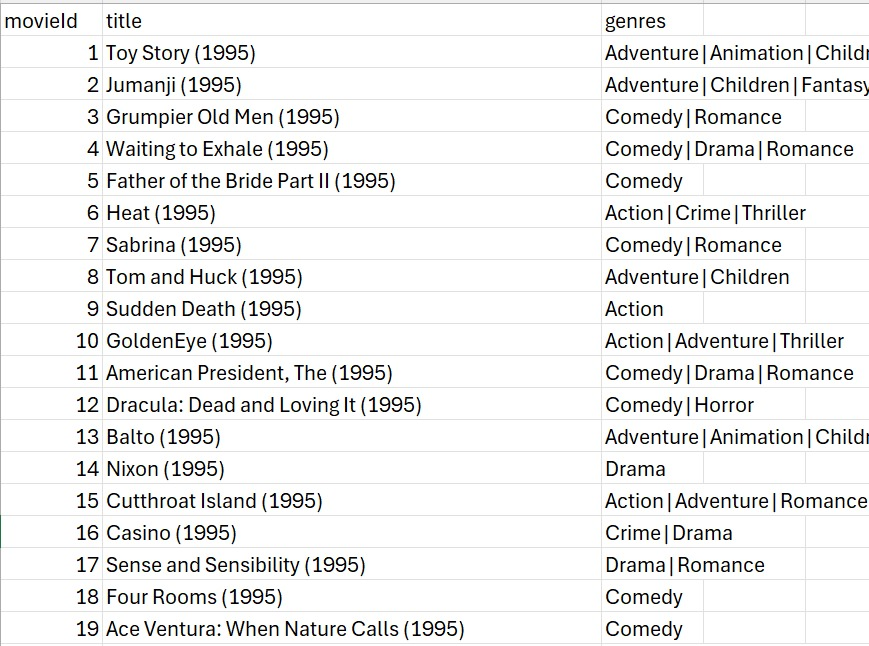 movieId title genres
1 Toy Story (1995) Adventure|Animation|Childr
2 Jumanji (1995) Adventure|Children|Fantasy
3 Grumpier Old Men (1995) Comedy|Romance
4 Waiting to Exhale (1995) Comedy|Drama|Romance
5 Father of the Bride Part II (1995) Comedy
6 Heat (1995) Action|Crime|Thriller
7 Sabrina (1995) Comedy|Romance
8 Tom and Huck (1995) Adventure|Children
9 Sudden Death (1995) Action
10 GoldenEye (1995) Action|Adventure|Thriller
11 American President, The (1995) Comedy|Drama|Romance
12 Dracula: Dead and Loving It (1995) Comedy|Horror
13 Balto (1995) Adventure|Animation|Childr
14 Nixon (1995) Drama
15 Cutthroat Island (1995) Action|Adventure|Romance
16 Casino (1995) Crime|Drama
17 Sense and Sensibility (1995) Drama|Romance
18 Four Rooms (1995) Comedy
19 Ace Ventura: When Nature Calls (1995) Comedy